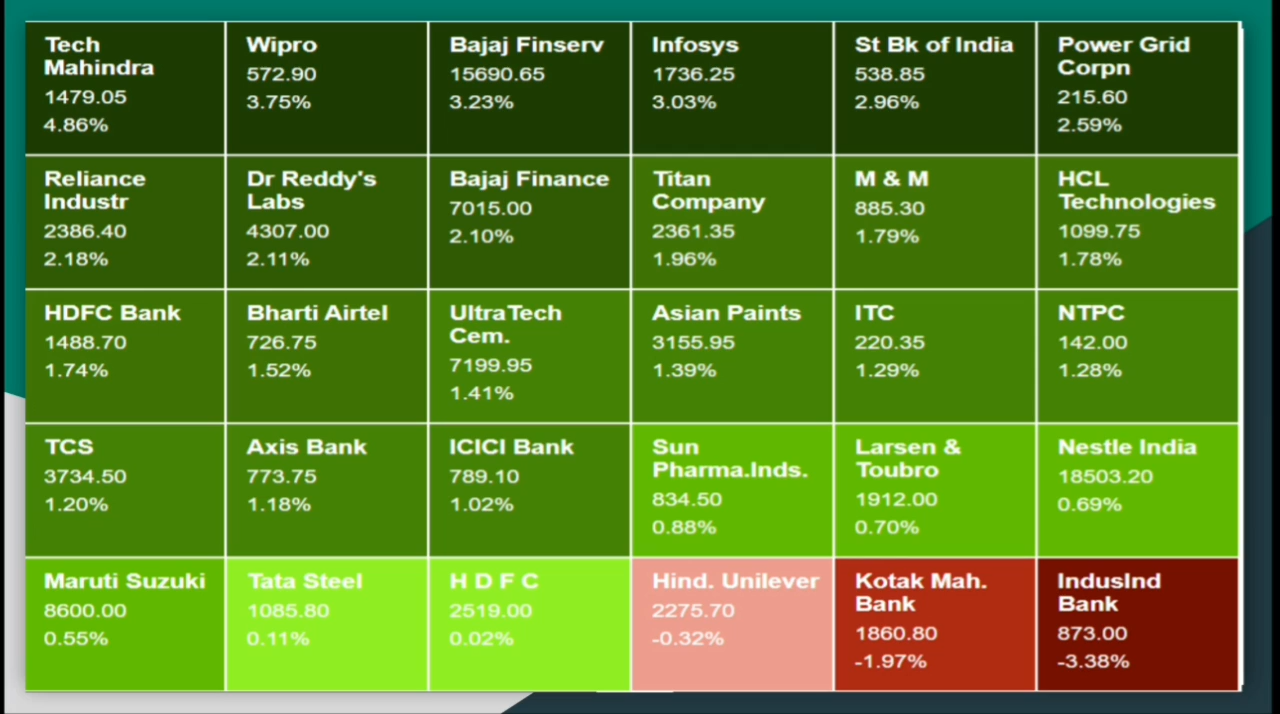 Tech
Mahindra
1479.05
4.86%
Wipro
572.90
3.75%
Bajaj Finserv
15690.65
3.23%
Infosys
1736.25
3.03%
St Bk of India
538.85
2.96%
Power Grid
Corpn
215.60
2.59%
Reliance
Industr
2386.40
2.18%
Dr Reddy's
Labs
4307.00
2.11%
Bajaj Finance
7015.00
2.10%
Titan
Company
2361.35
1.96%
M & M
885.30
1.79%
HCL
Technologies
1099.75
1.78%
HDFC Bank
1488.70
1.74%
Bharti Airtel
726.75
1.52%
UltraTech
Cem.
7199.95
1.41%
Asian Paints
3155.95
1.39%
ITC
220.35
1.29%
NTPC
142.00
1.28%
TCS
3734.50
1.20%
Axis Bank
773.75
1.18%
ICICI Bank
789.10
1.02%
Sun
Pharma.Inds.
834.50
0.88%
Larsen &
Toubro
1912.00
0.70%
Nestle India
18503.20
0.69%
Maruti Suzuki
8600.00
0.55%
Tata Steel
1085.80
0.11%
H D F C
2519.00
0.02%
Hind. Unilever
2275.70
-0.32%
Kotak Mah.
Bank
1860.80
-1.97%
IndusInd
Bank
873.00
-3.38%